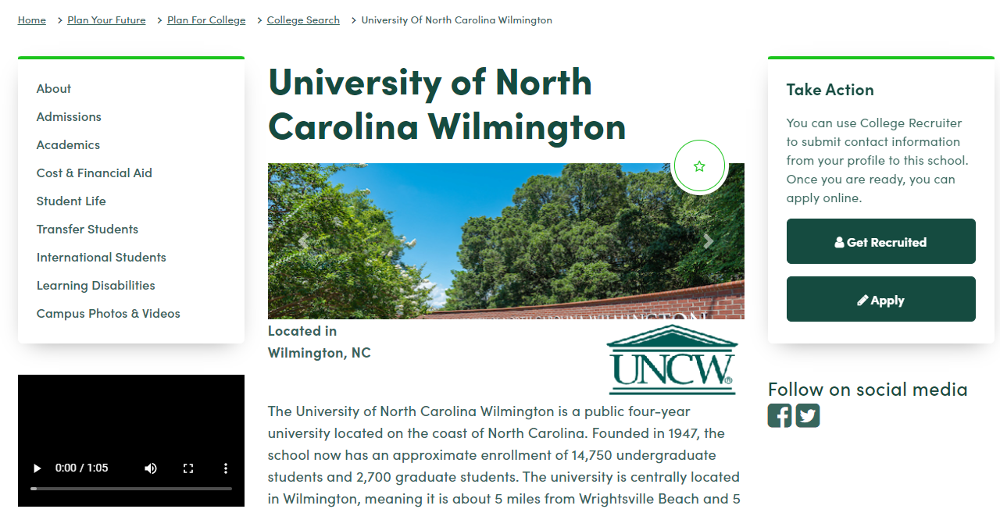 Home > Plan Your Future > Plan For College > College Search > University Of North Carolina Wilmington
About
Admissions
Academics
Cost & Financial Aid
Student Life
Transfer Students
International Students
Learning Disabilities
Campus Photos & Videos
0:00 / 1:05
University of North
Carolina Wilmington
WILMINGTON
Located in
Wilmington, NC
UNCW®
The University of North Carolina Wilmington is a public four-year
university located on the coast of North Carolina. Founded in 1947, the
school now has an approximate enrollment of 14,750 undergraduate
students and 2,700 graduate students. The university is centrally located
in Wilmington, meaning it is about 5 miles from Wrightsville Beach and 5
Take Action
You can use College Recruiter
to submit contact information
from your profile to this school.
Once you are ready, you can
apply online.
Get Recruited
Apply
Follow on social media